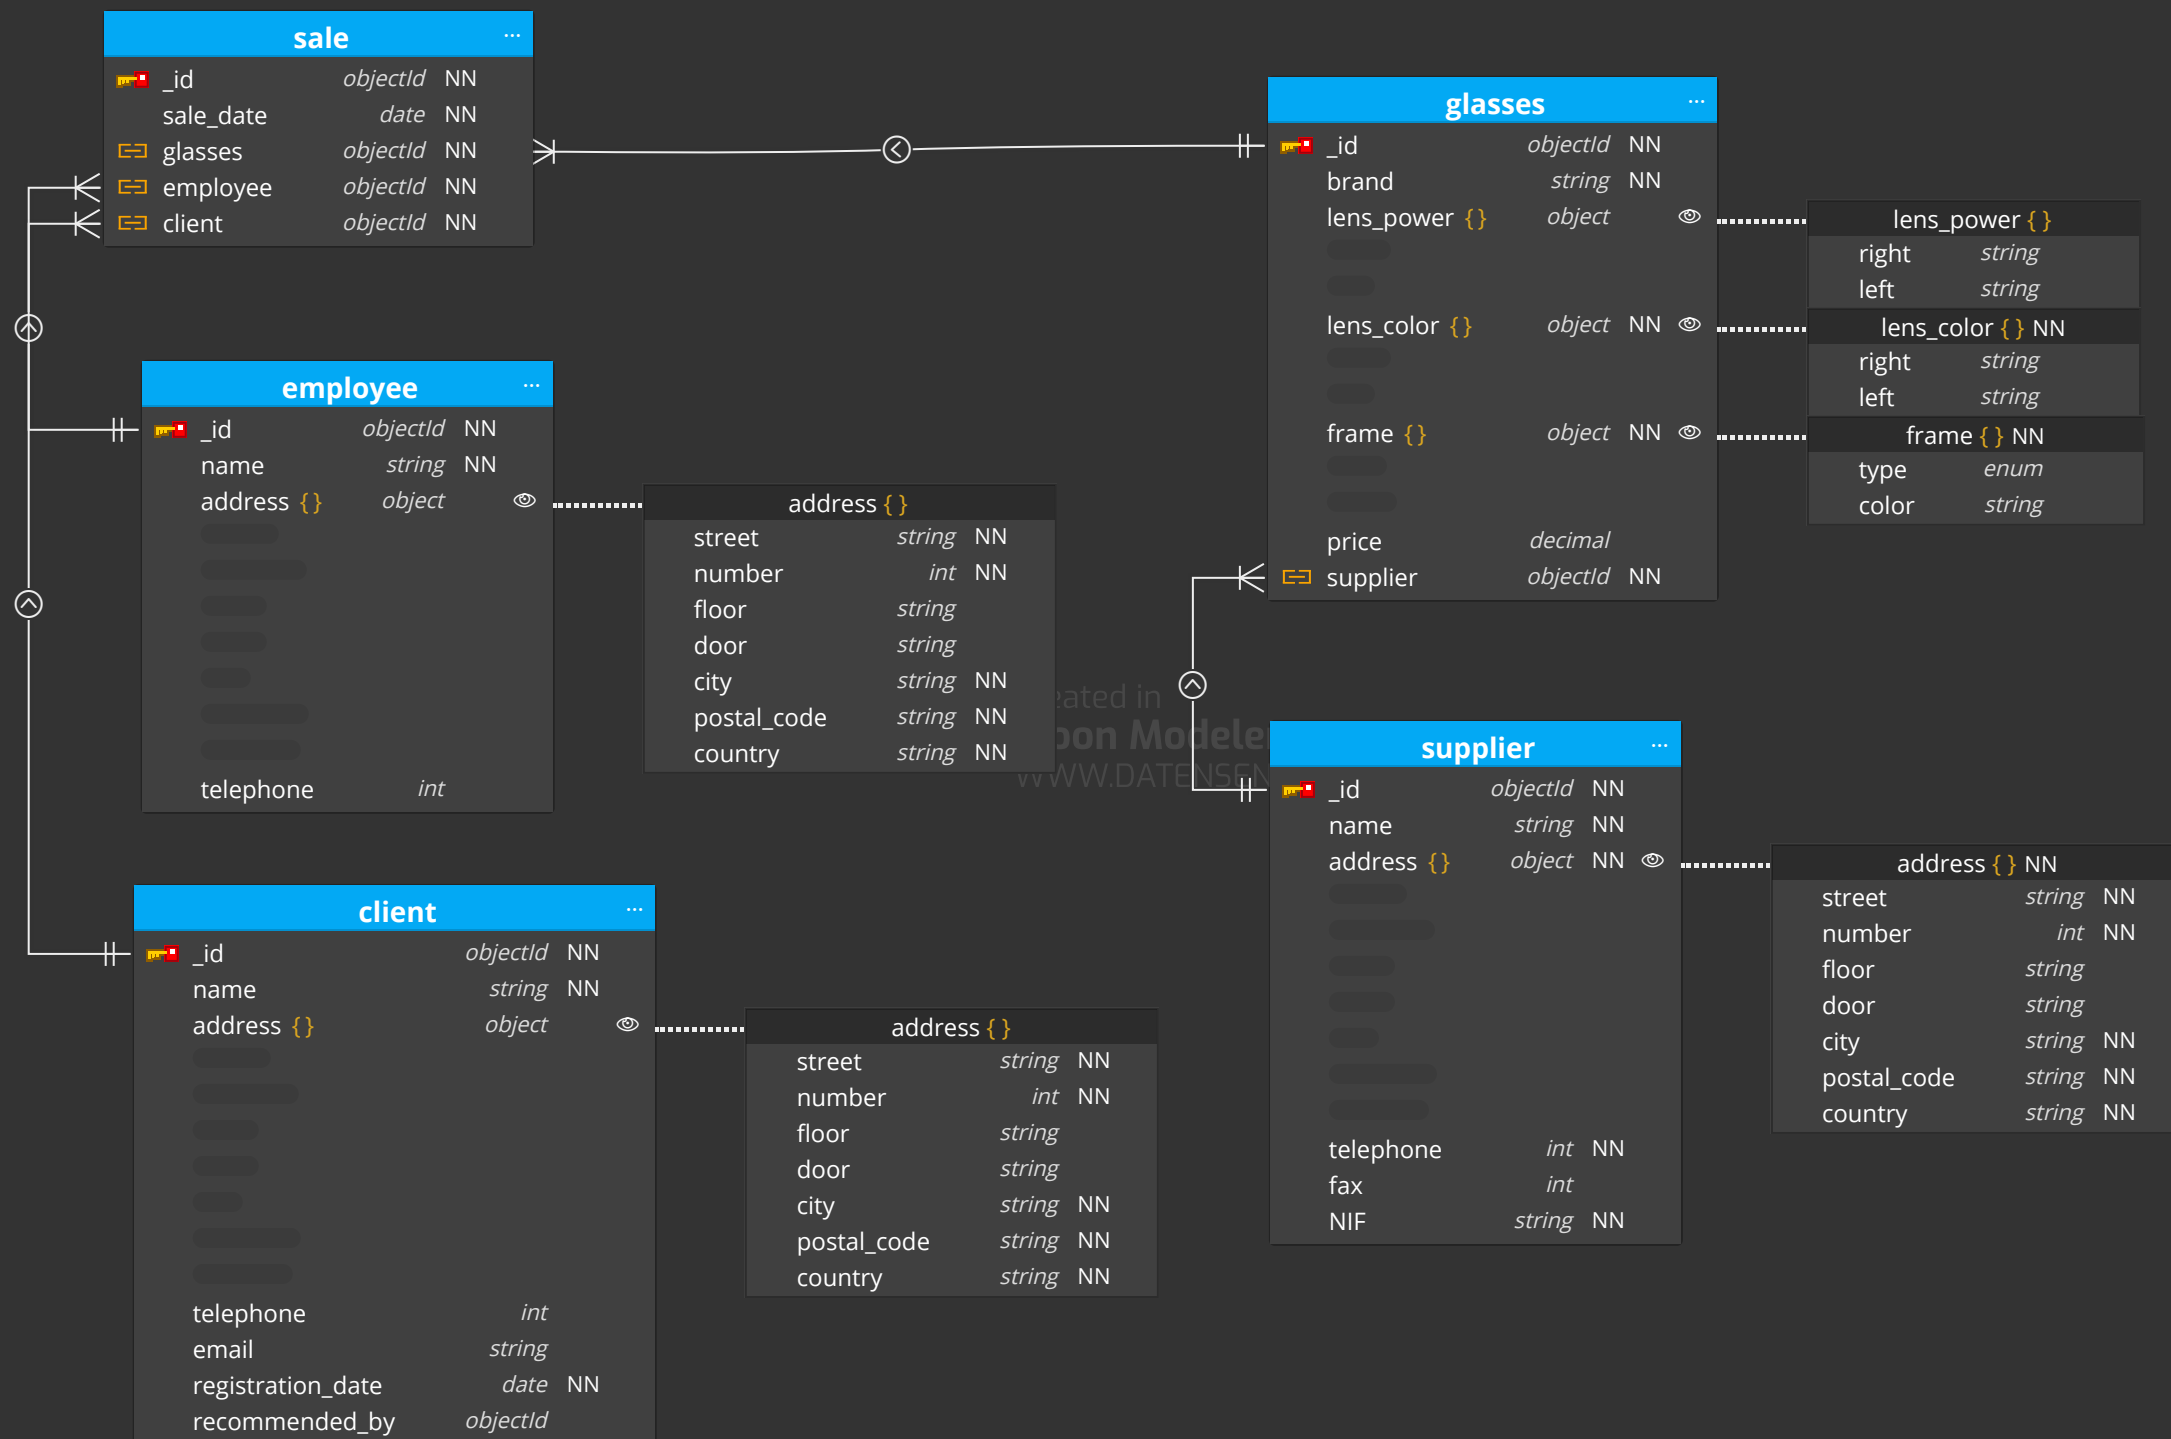 sale ...
_id objectId NN
sale_date date NN
glasses objectId NN
employee objectId NN
client objectId NN
glasses ...
_id objectId NN
brand string NN
lens_power {} object
lens_color {} object NN
frame {} object NN
price decimal
supplier objectId NN
lens_power {}
right string
left string
lens_color {} NN
right string
left string
frame {} NN
type enum
color string
employee ...
_id objectId NN
name string NN
address {} object
telephone int
address {}
street string NN
number int NN
floor string
door string
city string NN
postal_code string NN
country string NN
eated in
oon Modeler
WWW.DATENSEN
supplier ...
_id objectId NN
name string NN
address {} object NN
telephone int NN
fax int
NIF string NN
address {} NN
street string NN
number int NN
floor string
door string
city string NN
postal_code string NN
country string NN
client ...
_id objectId NN
name string NN
address {} object
telephone int
email string
registration_date date NN
recommended_by objectId
address {}
street string NN
number int NN
floor string
door string
city string NN
postal_code string NN
country string NN